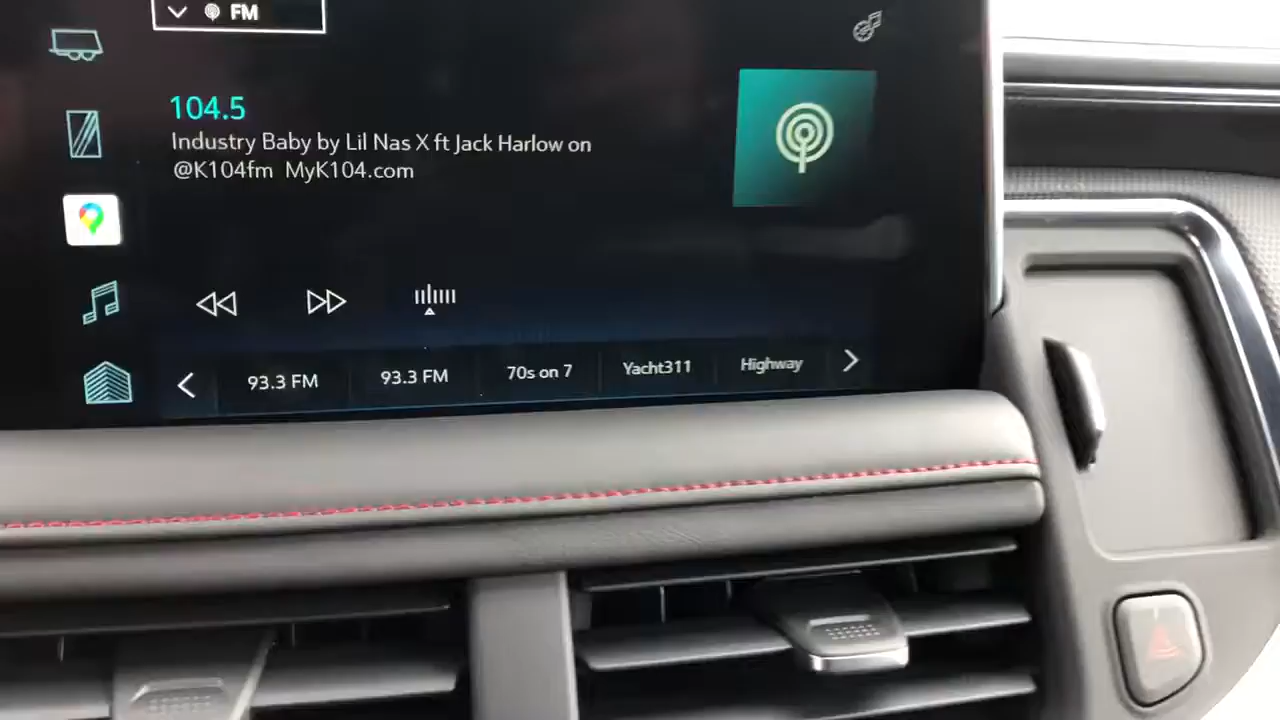 FM
104.5
Industry Baby by Lil Nas X ft Jack Harlow on
@K104fm MyK104.com
93.3 FM 93.3 FM 70s on 7 Yacht311 Highway